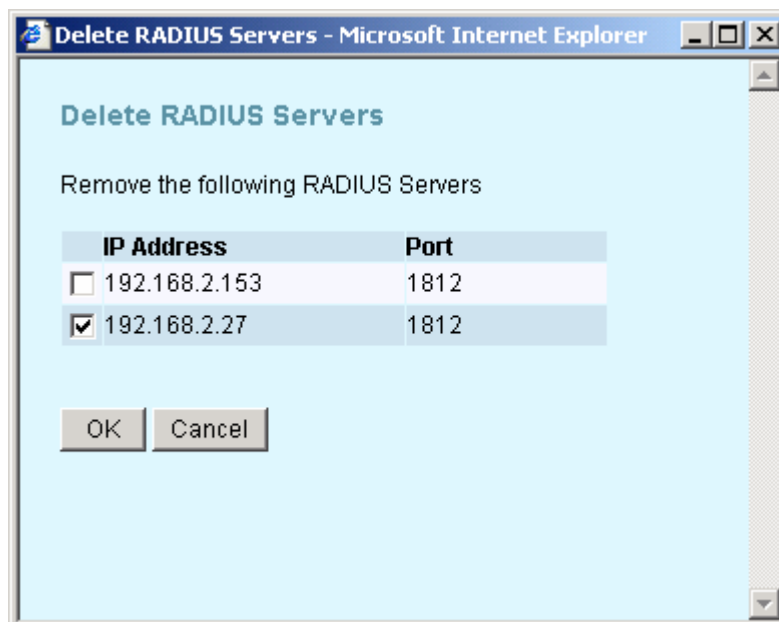 Delete RADIUS Servers - Microsoft Internet Explorer
Delete RADIUS Servers
Remove the following RADIUS Servers
IP Address Port
192.168.2.153 1812
192.168.2.27 1812
OK Cancel